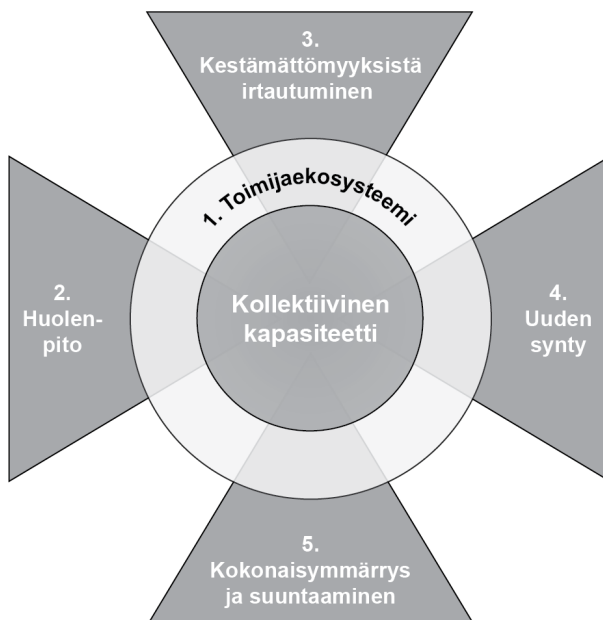 3.
Kestämättömyyksistä
irtautuminen
1. Toimijaekosysteemi
2.
Huolen-
pito
Kollektiivinen
kapasiteetti
4.
Uuden
synty
5.
Kokonaisymmärrys
ja suuntaaminen